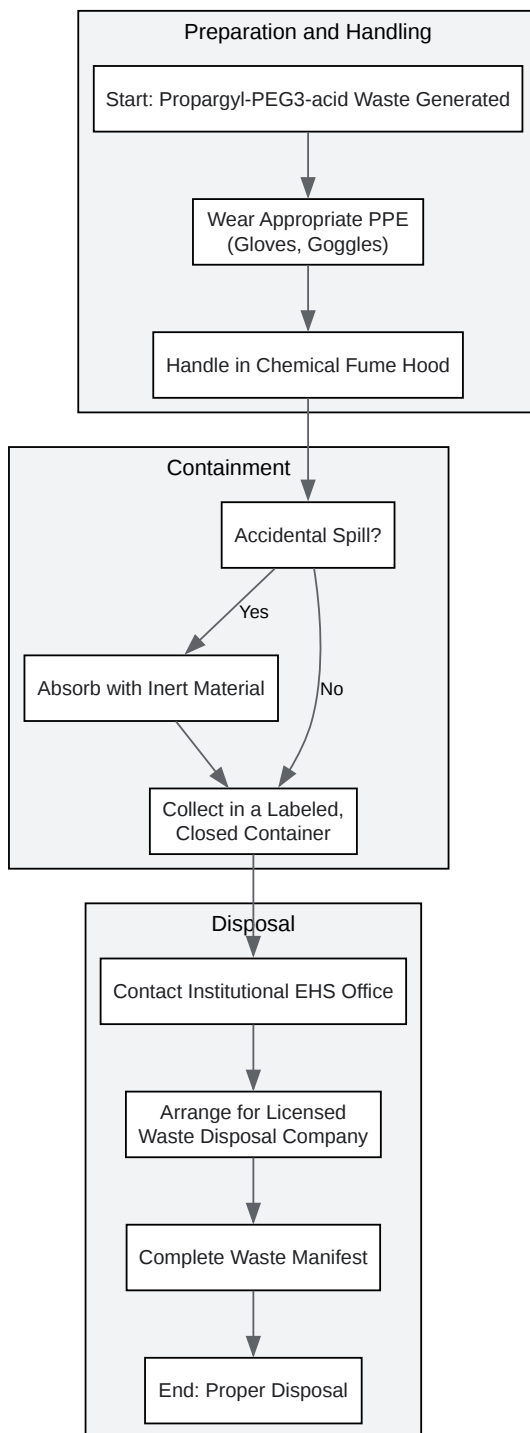 Preparation and Handling
Start: Propargyl-PEG3-acid Waste Generated
Wear Appropriate PPE
(Gloves, Goggles)
Handle in Chemical Fume Hood
Containment
Accidental Spill?
Yes
Absorb with Inert Material
No
Collect in a Labeled,
Closed Container
Disposal
Contact Institutional EHS Office
Arrange for Licensed
Waste Disposal Company
Complete Waste Manifest
End: Proper Disposal